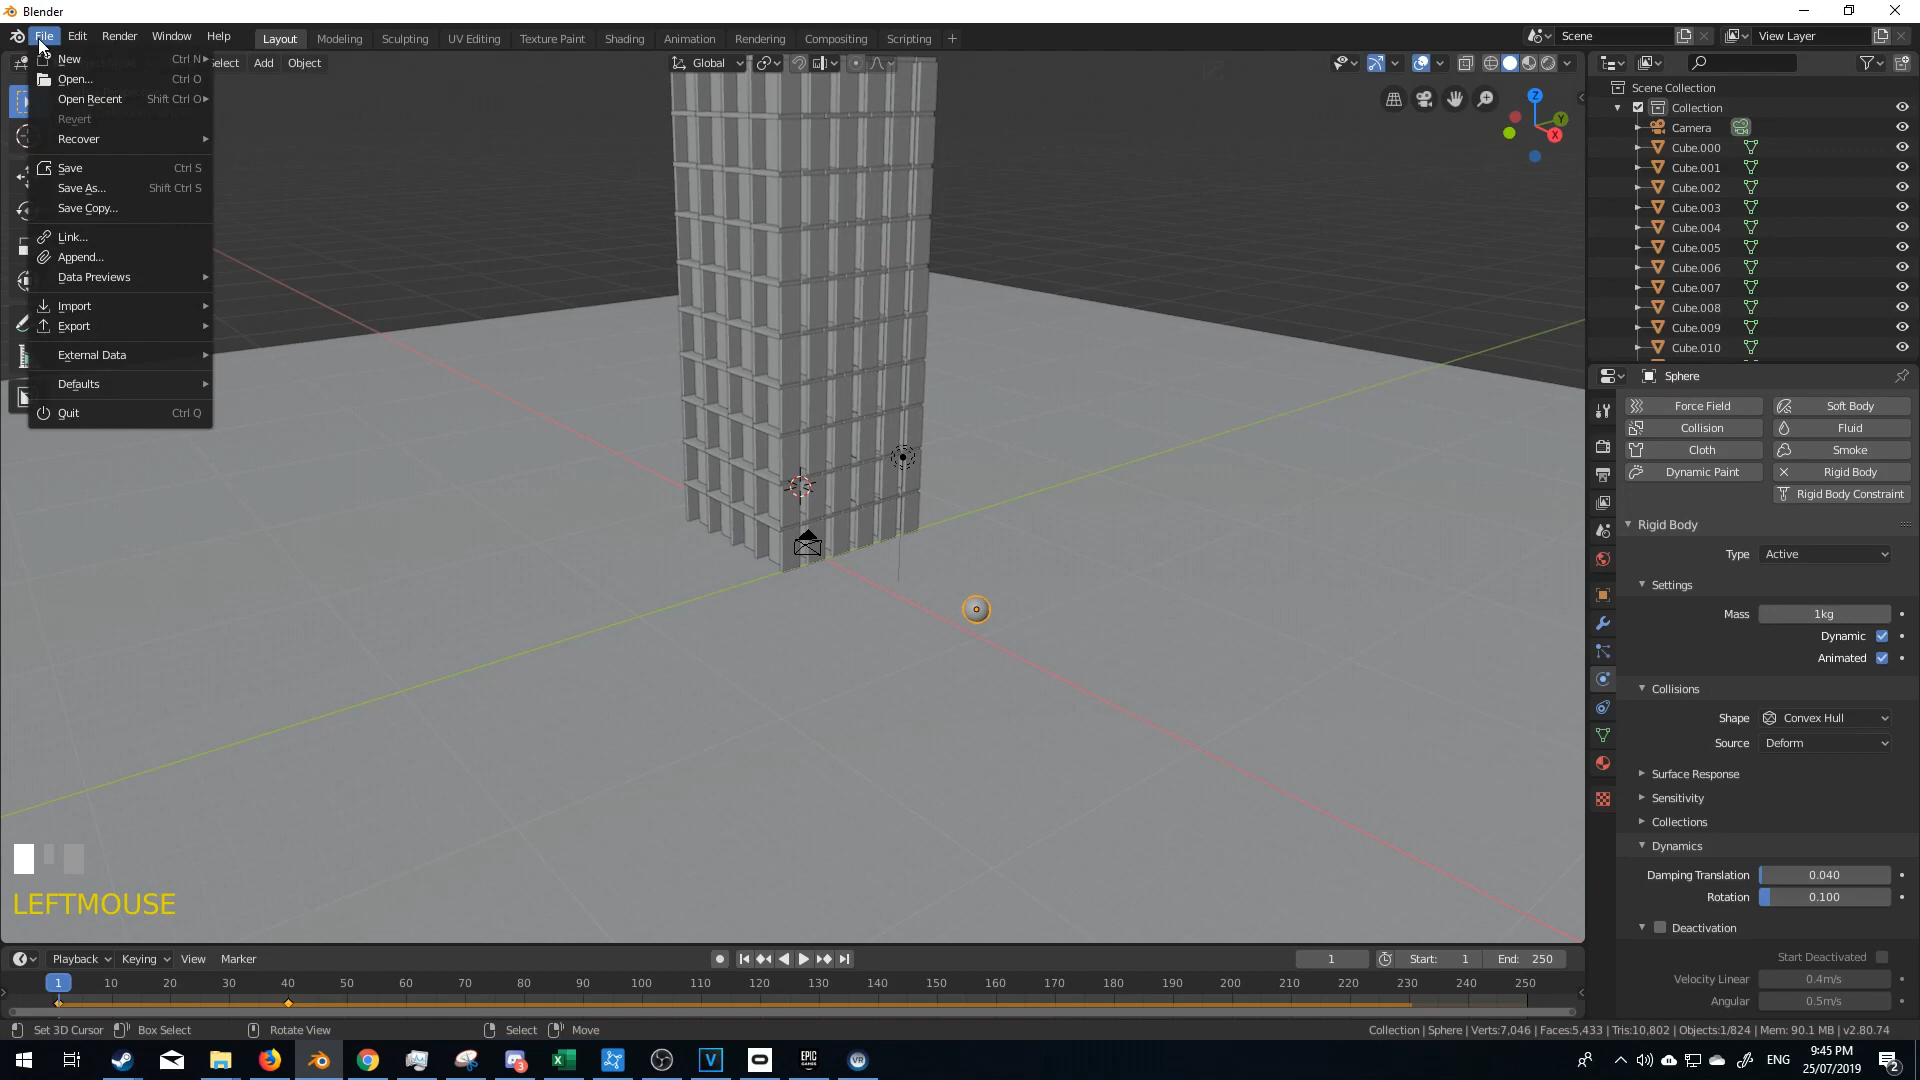 Blender
File Edit Render Window Help
Layout Modeling Sculpting UV Editing Texture Paint Shading Animation Rendering Compositing Scripting
Scene
View Layer
New Ctrl N
Open... Ctrl O
Open Recent Shift Ctrl O
Revert
Recover
Save Ctrl S
Save As... Shift Ctrl S
Save Copy...
Link...
Append...
Data Previews
Import
Export
External Data
Defaults
Quit Ctrl Q
Add Object
Global
Z
Y
X
Scene Collection
Collection
Camera
Cube.000
Cube.001
Cube.002
Cube.003
Cube.004
Cube.005
Cube.006
Cube.007
Cube.008
Cube.009
Cube.010
Sphere
Force Field Soft Body
Collision Fluid
Cloth Smoke
Dynamic Paint Rigid Body
Rigid Body Constraint
Rigid Body
Type Active
Settings
Mass 1kg
Dynamic
Animated
Collisions
Shape Convex Hull
Source Deform
Surface Response
Sensitivity
Collections
Dynamics
Damping Translation 0.040
Rotation 0.100
Deactivation
Start Deactivated
Velocity Linear 0.4m/s
Angular 0.5m/s
LEFTMOUSE
Playback Keying View Marker
1 Start: 1 End: 250
1 10 20 30 40 50 60 70 80 90 100 110 120 130 140 150 160 170 180 190 200 210 220 230 240 250
Set 3D Cursor Box Select Rotate View Select Move
Collection | Sphere | Verts:7,046 | Faces:5,433 | Tris:10,802 | Objects:1/824 | Mem: 90.1 MB | v2.80.74
3
V
EPIC GAMES
VR
ENG
9:45 PM
25/07/2019
2